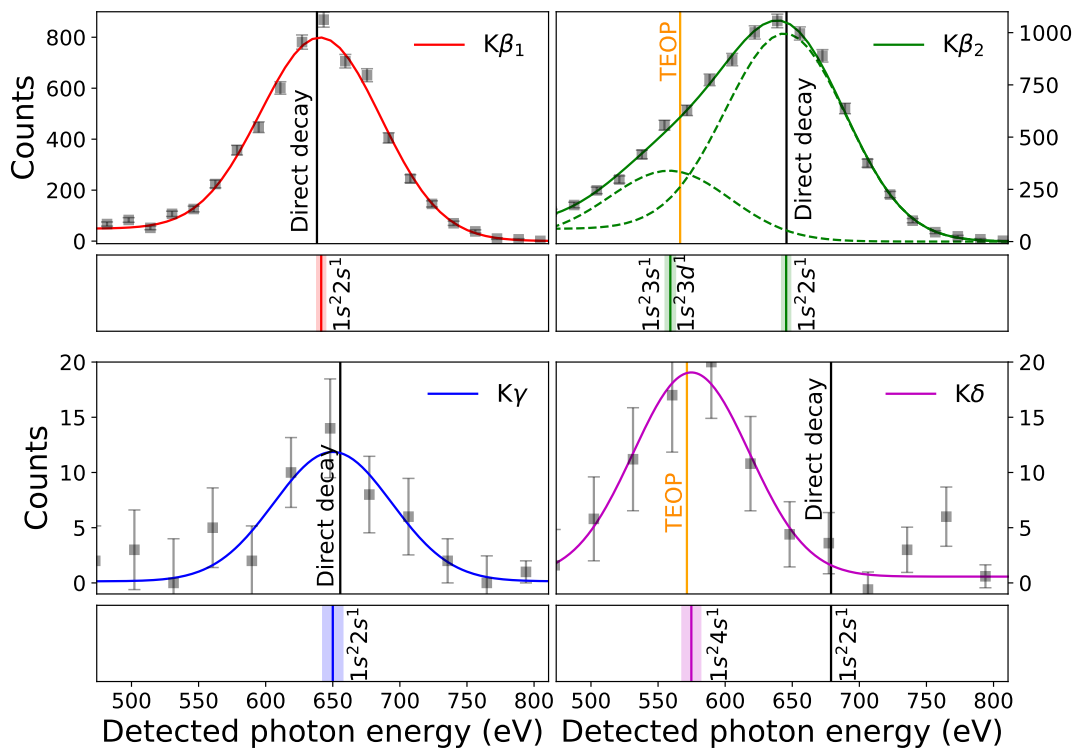 800
600
400
200
0
Counts
Kβ₁
Direct decay
1s²2s¹
TEOP
Kβ₂
Direct decay
1000
750
500
250
0
1s²3s¹
1s²3d¹
1s²2s¹
20
15
10
5
0
Counts
Kγ
Direct decay
1s²2s¹
500
550
600
650
700
750
800
Detected photon energy (eV)
TEOP
Kδ
Direct decay
20
15
10
5
0
1s²4s¹
1s²2s¹
500
550
600
650
700
750
800
Detected photon energy (eV)